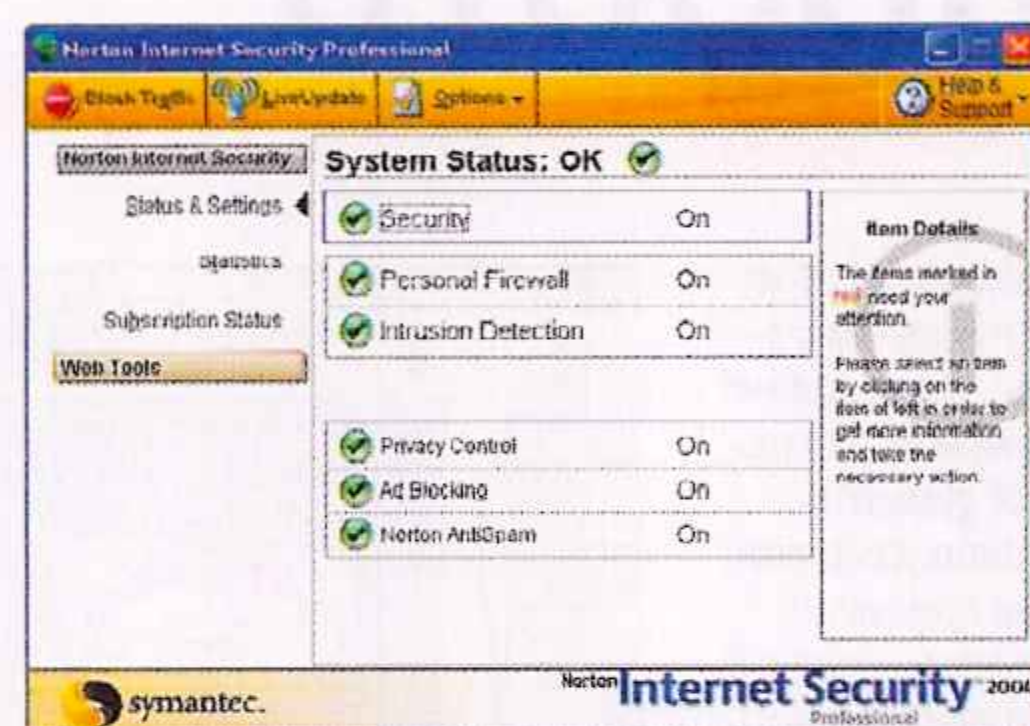 Norton Internet Security Professional
Block Traffic LiveUpdate Options Help & Support
Norton Internet Security
Status & Settings
Statistics
Subscription Status
Web Tools
System Status: OK
Security On
Personal Firewall On
Intrusion Detection On
Privacy Control On
Ad Blocking On
Norton AntiSpam On
Item Details
The items marked in
red need your
attention.
Please select an item
by clicking on the
item of left in order to
get more information
and take the
necessary action.
symantec.
Norton Internet Security
Professional